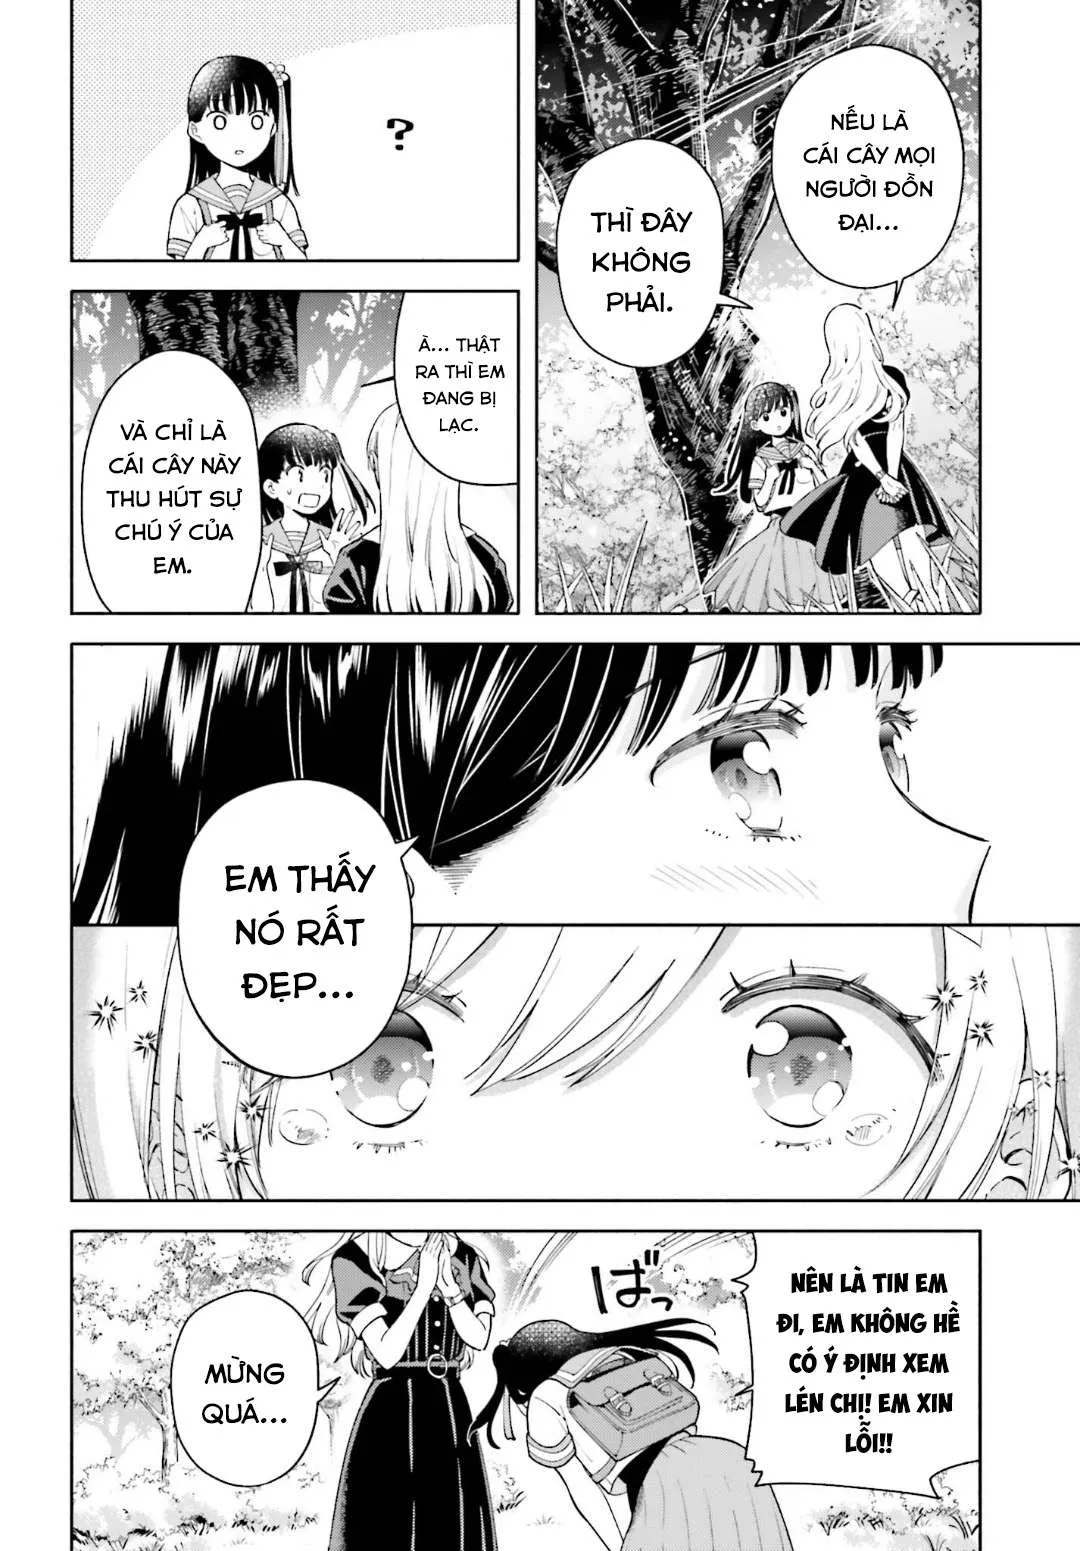 NẾU LÀ
CÁI CÂY MỌI
NGƯỜI ĐỒN
ĐẠI...
THÌ ĐÂY
KHÔNG
PHẢI.
?
À... THẬT
RA THÌ EM
ĐANG BỊ
LẠC.
VÀ CHỈ LÀ
CÁI CÂY NÀY
THU HÚT SỰ
CHÚ Ý CỦA
EM.
EM THẤY
NÓ RẤT
ĐẸP...
NÊN LÀ TIN EM
ĐI, EM KHÔNG HỀ
CÓ Ý ĐỊNH XEM
LÉN CHỊ! EM XIN
LỖI!!
ばっ
MỪNG
QUÁ...